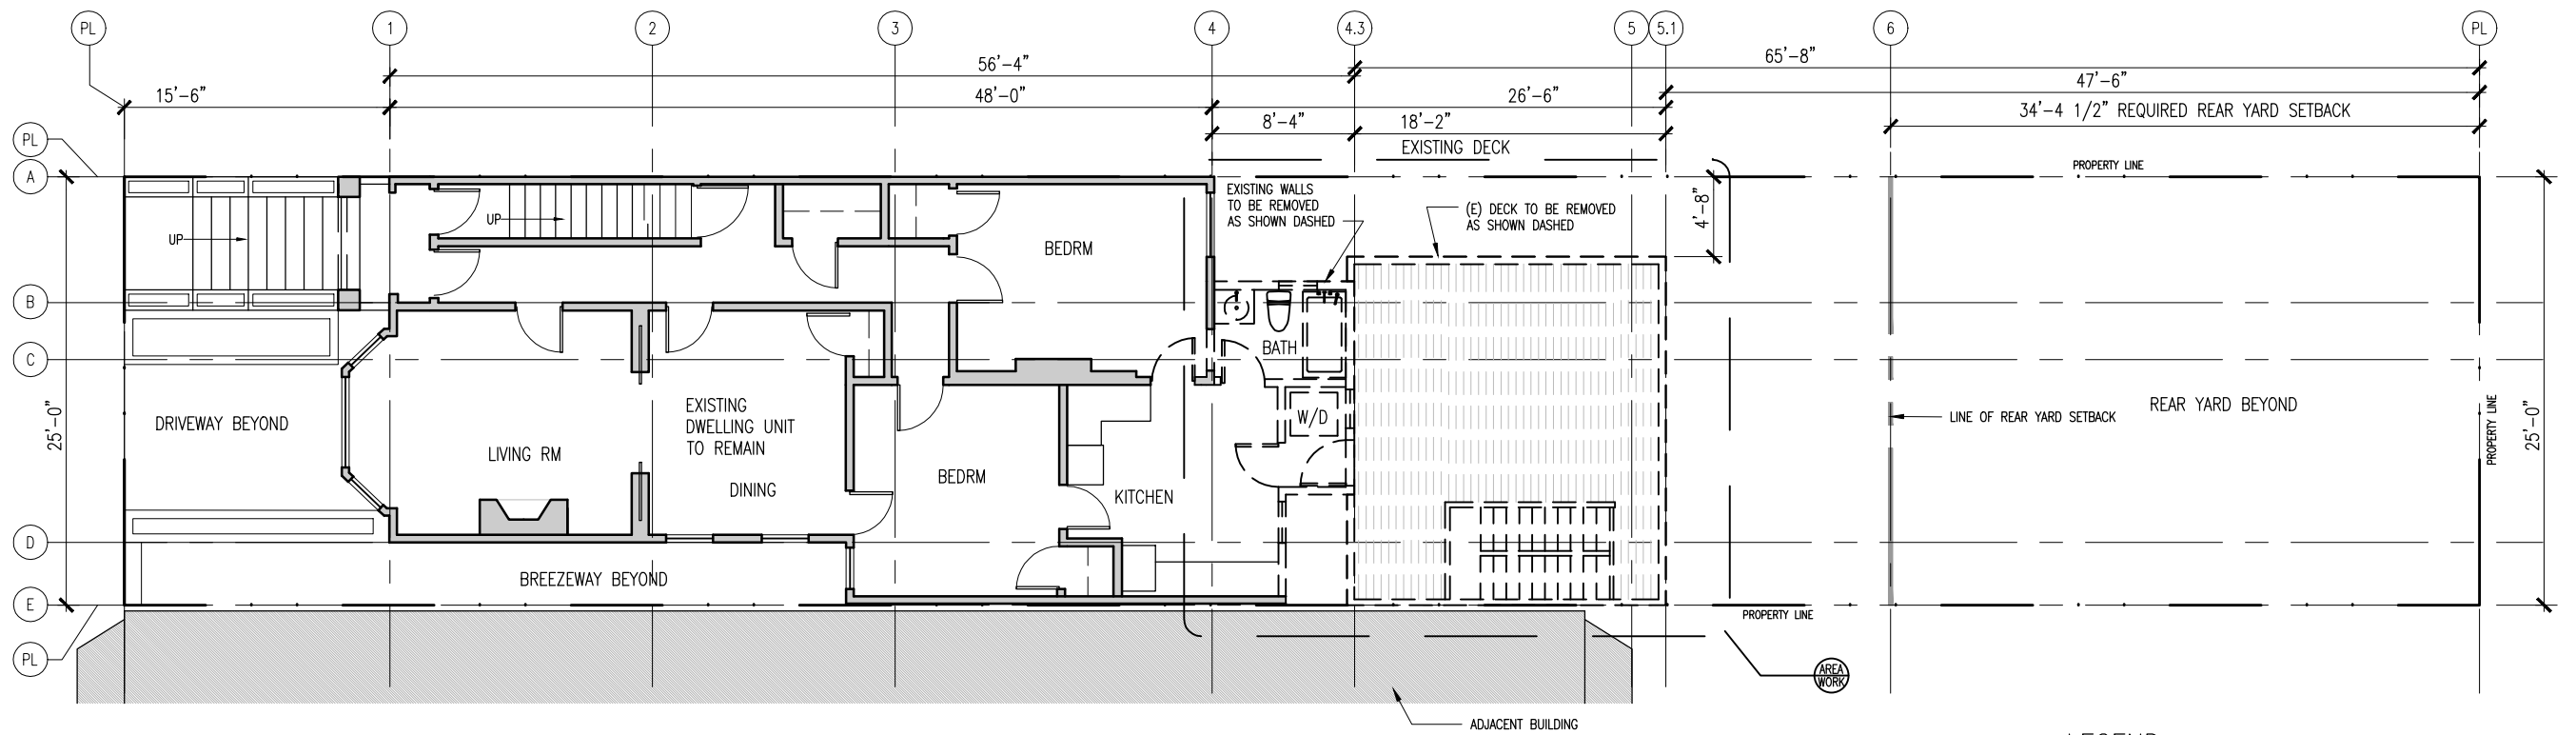 PL
1
2
3
4
4.3
5
5.1
6
PL
56'-4"
65'-8"
15'-6"
48'-0"
26'-6"
47'-6"
8'-4"
18'-2"
34'-4 1/2" REQUIRED REAR YARD SETBACK
EXISTING DECK
PL
A
B
C
D
E
PL
25'-0"
PROPERTY LINE
EXISTING WALLS
TO BE REMOVED
AS SHOWN DASHED
(E) DECK TO BE REMOVED
AS SHOWN DASHED
4'-8"
UP
UP
BEDRM
BATH
W/D
DRIVEWAY BEYOND
LIVING RM
EXISTING
DWELLING UNIT
TO REMAIN
DINING
BEDRM
KITCHEN
BREEZEWAY BEYOND
LINE OF REAR YARD SETBACK
REAR YARD BEYOND
PROPERTY LINE
25'-0"
PROPERTY LINE
AREA
WORK
ADJACENT BUILDING